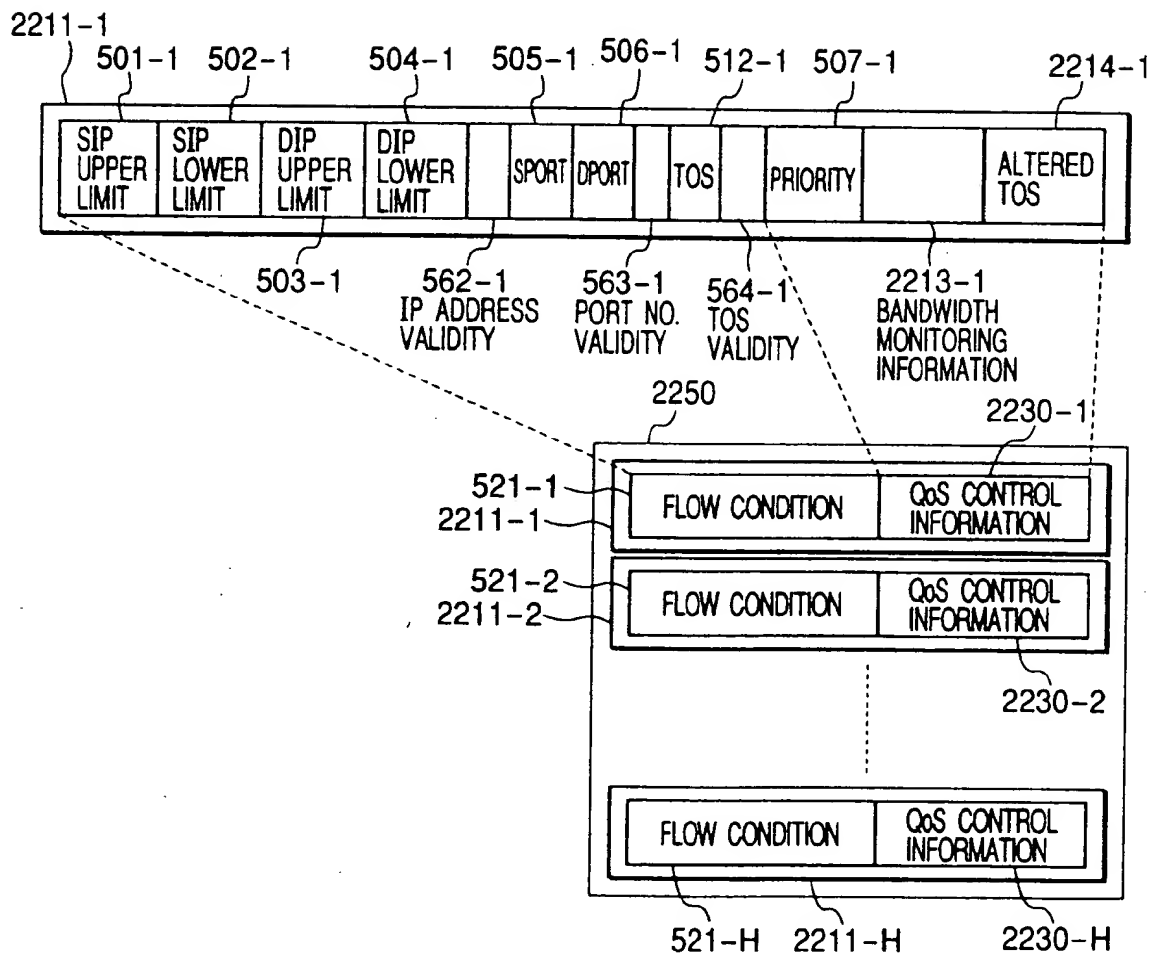 2211-1
501-1 502-1 504-1 505-1 506-1 512-1 507-1 2214-1
SIP UPPER LIMIT
SIP LOWER LIMIT
DIP UPPER LIMIT
DIP LOWER LIMIT
SPORT
DPORT
TOS
PRIORITY
ALTERED TOS
503-1
562-1
IP ADDRESS
VALIDITY
563-1
PORT NO.
VALIDITY
564-1
TOS
VALIDITY
2213-1
BANDWIDTH
MONITORING
INFORMATION
2250
2230-1
521-1
2211-1
FLOW CONDITION
QoS CONTROL
INFORMATION
521-2
2211-2
FLOW CONDITION
QoS CONTROL
INFORMATION
2230-2
FLOW CONDITION
QoS CONTROL
INFORMATION
521-H 2211-H 2230-H